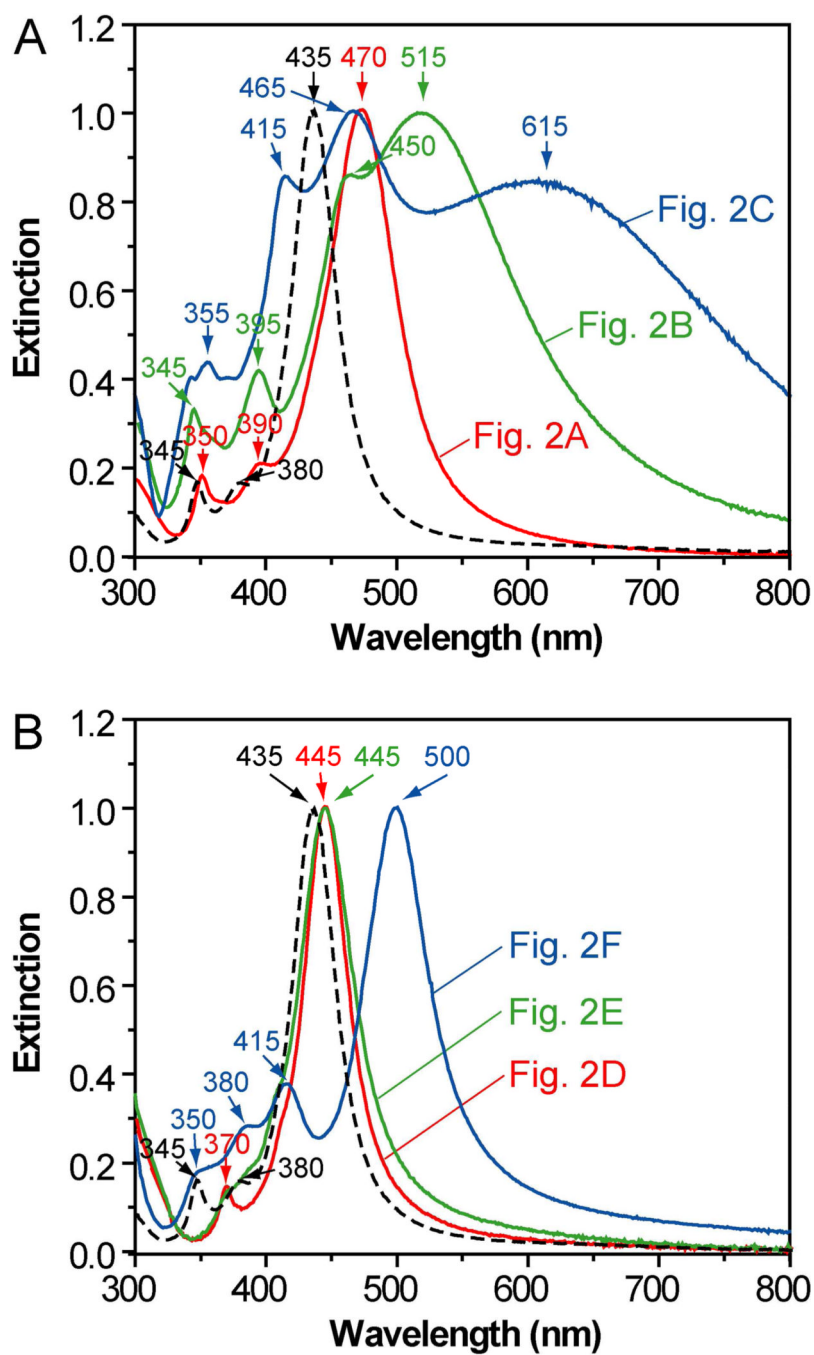 A
1.2
1.0
0.8
0.6
0.4
0.2
0.0
Extinction
435 470 515
465
415
450
615
Fig. 2C
355
395
345
Fig. 2B
345
350
390
380
Fig. 2A
300 400 500 600 700 800
Wavelength (nm)
B
1.2
1.0
0.8
0.6
0.4
0.2
0.0
Extinction
435 445 445 500
Fig. 2F
Fig. 2E
Fig. 2D
415
380
350
345
370
380
300 400 500 600 700 800
Wavelength (nm)